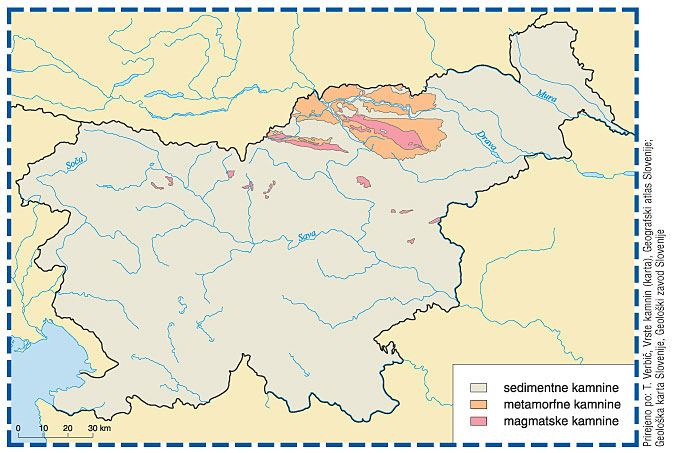 Mura
Drava
Soča
Sava
sedimentne kamnine
metamorfne kamnine
magmatske kamnine
0 10 20 30 km
Prirejeno po: T. Verbič, Vrste kamnin (karta), Geografski atlas Slovenije;
Geološka karta Slovenije, Geološki zavod Slovenije